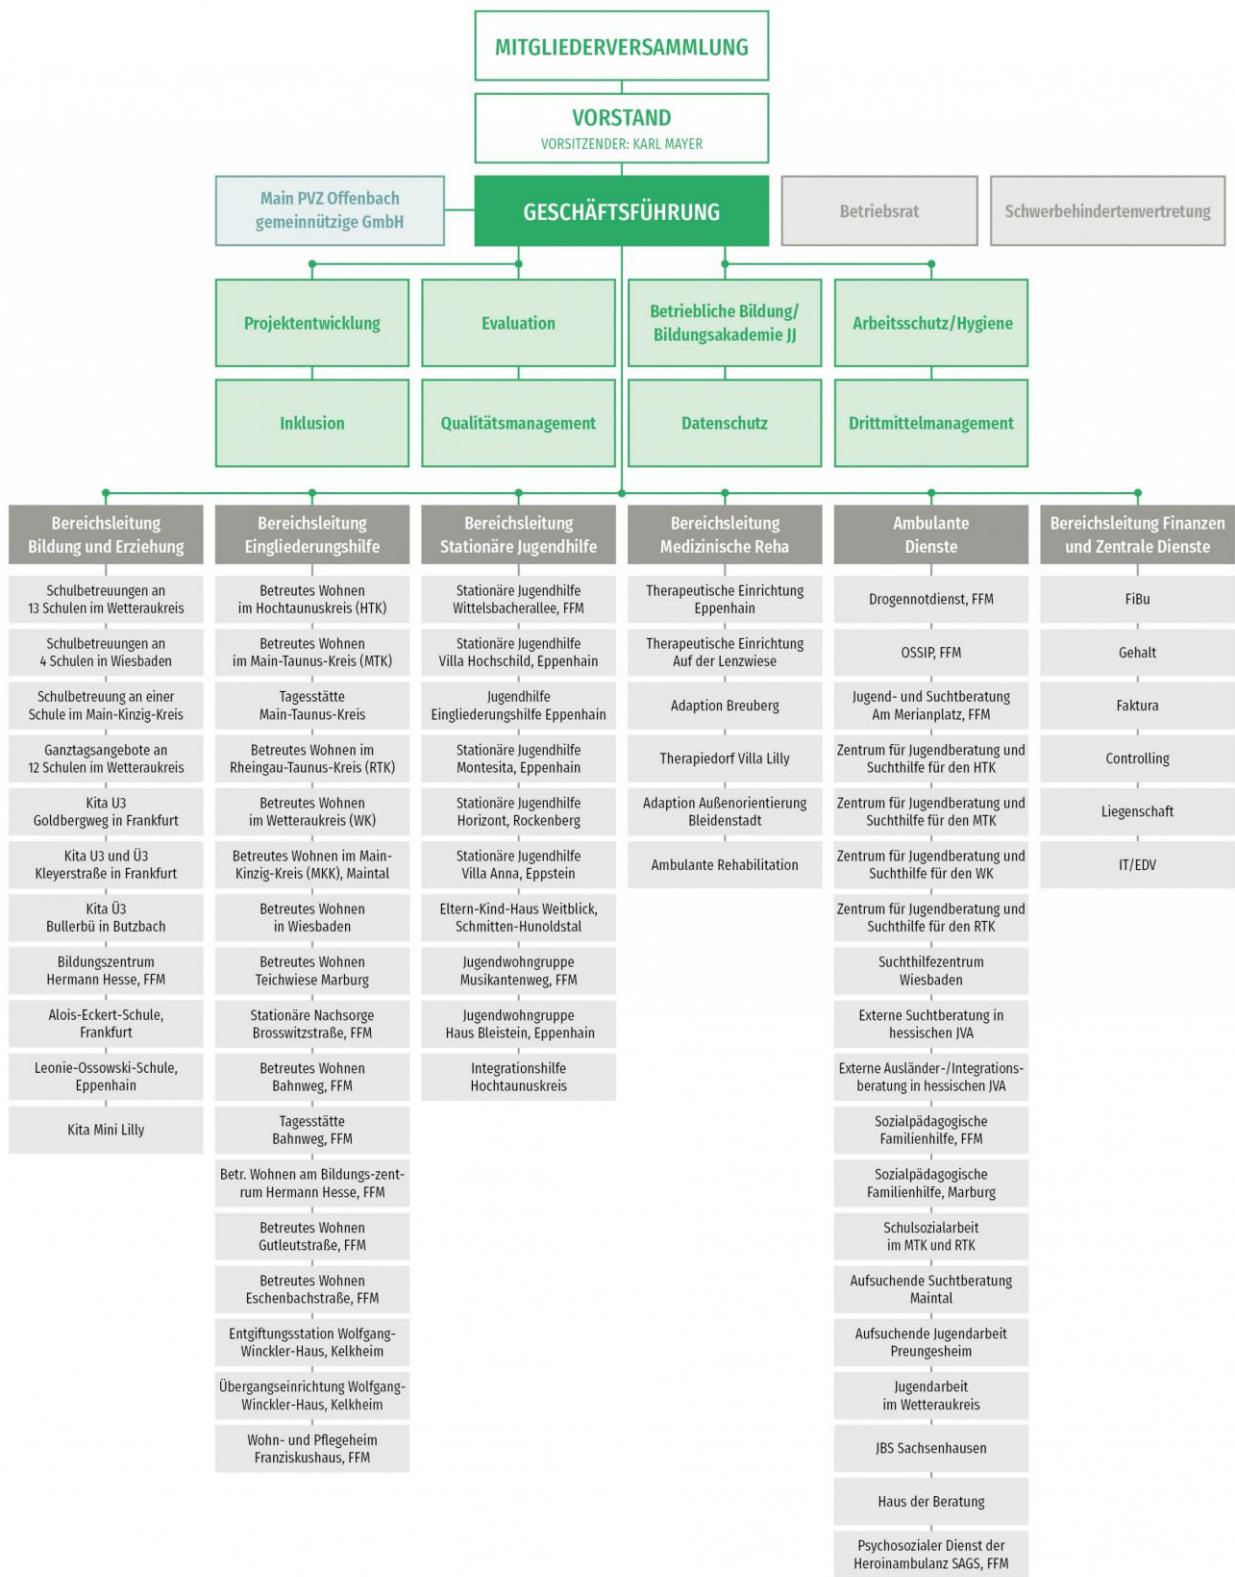 MITGLIEDERVERSAMMLUNG
VORSTAND
VORSITZENDER: KARL MAYER
Main PVZ Offenbach
gemeinnützige GmbH
GESCHÄFTSFÜHRUNG
Betriebsrat
Schwerbehindertenvertretung
Projektentwicklung
Evaluation
Betriebliche Bildung/
Bildungsakademie JJ
Arbeitsschutz/Hygiene
Inklusion
Qualitätsmanagement
Datenschutz
Drittmittelmanagement
Bereichsleitung
Bildung und Erziehung
Schulbetreuungen an
13 Schulen im Wetteraukreis
Schulbetreuungen an
4 Schulen in Wiesbaden
Schulbetreuung an einer
Schule im Main-Kinzig-Kreis
Ganztagsangebote an
12 Schulen im Wetteraukreis
Kita U3
Goldbergweg in Frankfurt
Kita U3 und Ü3
Kleyerstraße in Frankfurt
Kita Ü3
Bullerbü in Butzbach
Bildungszentrum
Hermann Hesse, FFM
Alois-Eckert-Schule,
Frankfurt
Leonie-Ossowski-Schule,
Eppenhain
Kita Mini Lilly
Bereichsleitung
Eingliederungshilfe
Betreutes Wohnen
im Hochtaunuskreis (HTK)
Betreutes Wohnen
im Main-Taunus-Kreis (MTK)
Tagesstätte
Main-Taunus-Kreis
Betreutes Wohnen im
Rheingau-Taunus-Kreis (RTK)
Betreutes Wohnen
im Wetteraukreis (WK)
Betreutes Wohnen im Main-
Kinzig-Kreis (MKK), Maintal
Betreutes Wohnen
in Wiesbaden
Betreutes Wohnen
Teichwiese Marburg
Stationäre Nachsorge
Brosswitzstraße, FFM
Betreutes Wohnen
Bahnweg, FFM
Tagesstätte
Bahnweg, FFM
Betr. Wohnen am Bildungs-zent-
rum Hermann Hesse, FFM
Betreutes Wohnen
Gutleutstraße, FFM
Betreutes Wohnen
Eschenbachstraße, FFM
Entgiftungsstation Wolfgang-
Winckler-Haus, Kelkheim
Übergangseinrichtung Wolfgang-
Winckler-Haus, Kelkheim
Wohn- und Pflegeheim
Franziskushaus, FFM
Bereichsleitung
Stationäre Jugendhilfe
Stationäre Jugendhilfe
Wittelsbacherallee, FFM
Stationäre Jugendhilfe
Villa Hochschild, Eppenhain
Jugendhilfe
Eingliederungshilfe Eppenhain
Stationäre Jugendhilfe
Montesita, Eppenhain
Stationäre Jugendhilfe
Horizont, Rockenberg
Stationäre Jugendhilfe
Villa Anna, Eppstein
Eltern-Kind-Haus Weitblick,
Schmitten-Hunoldstal
Jugendwohngruppe
Musikantenweg, FFM
Jugendwohngruppe
Haus Bleistein, Eppenhain
Integrationshilfe
Hochtaunuskreis
Bereichsleitung
Medizinische Reha
Therapeutische Einrichtung
Eppenhain
Therapeutische Einrichtung
Auf der Lenzwiese
Adaption Breuberg
Therapiedorf Villa Lilly
Adaption Außenorientierung
Bleidenstadt
Ambulante Rehabilitation
Ambulante
Dienste
Drogennotdienst, FFM
OSSIP, FFM
Jugend- und Suchtberatung
Am Merianplatz, FFM
Zentrum für Jugendberatung und
Suchthilfe für den HTK
Zentrum für Jugendberatung und
Suchthilfe für den MTK
Zentrum für Jugendberatung und
Suchthilfe für den WK
Zentrum für Jugendberatung und
Suchthilfe für den RTK
Suchthilfezentrum
Wiesbaden
Externe Suchtberatung in
hessischen JVA
Externe Ausländer-/Integrations-
beratung in hessischen JVA
Sozialpädagogische
Familienhilfe, FFM
Sozialpädagogische
Familienhilfe, Marburg
Schulsozialarbeit
im MTK und RTK
Aufsuchende Suchtberatung
Maintal
Aufsuchende Jugendarbeit
Preungesheim
Jugendarbeit
im Wetteraukreis
JBS Sachsenhausen
Haus der Beratung
Psychosozialer Dienst der
Heroinambulanz SAGS, FFM
Bereichsleitung Finanzen
und Zentrale Dienste
FiBu
Gehalt
Faktura
Controlling
Liegenschaft
IT/EDV